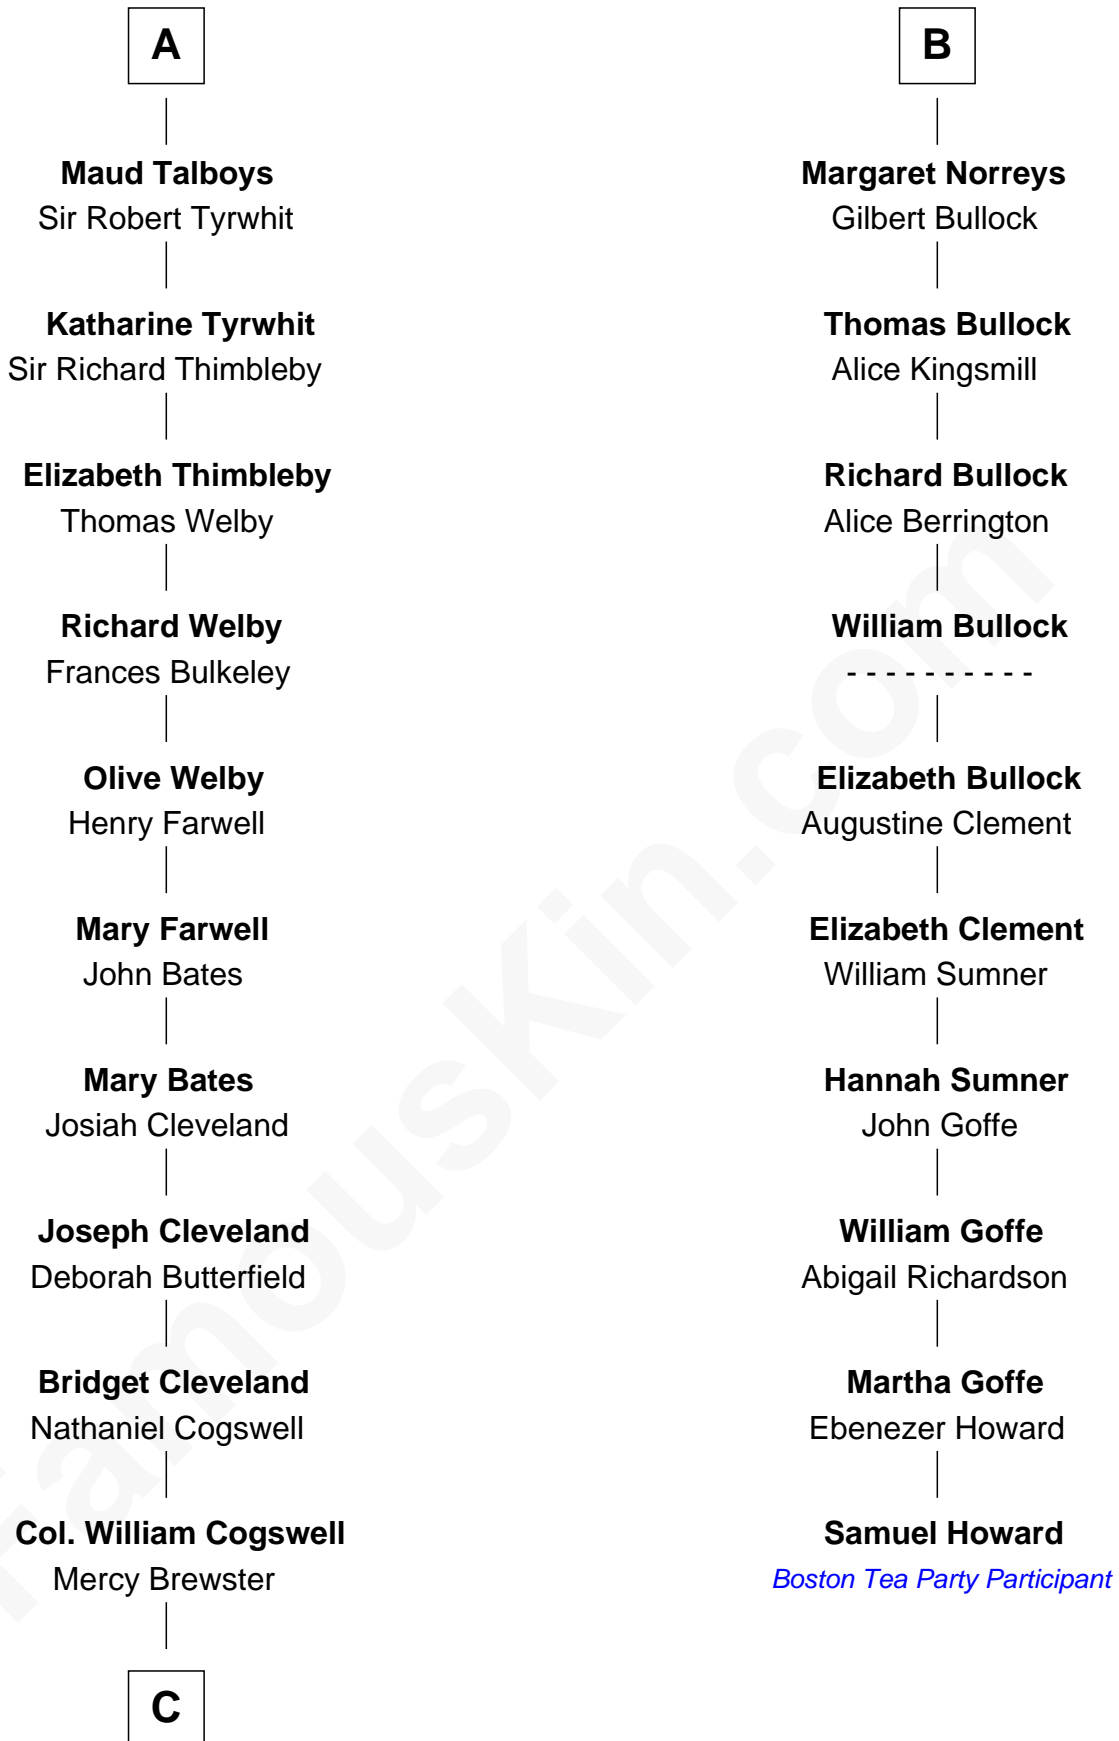 A
Maud Talboys
Sir Robert Tyrwhit
Katharine Tyrwhit
Sir Richard Thimbleby
Elizabeth Thimbleby
Thomas Welby
Richard Welby
Frances Bulkeley
Olive Welby
Henry Farwell
Mary Farwell
John Bates
Mary Bates
Josiah Cleveland
Joseph Cleveland
Deborah Butterfield
Bridget Cleveland
Nathaniel Cogswell
Col. William Cogswell
Mercy Brewster
C
B
Margaret Norreys
Gilbert Bullock
Thomas Bullock
Alice Kingsmill
Richard Bullock
Alice Berrington
William Bullock
- - - - - - - - - -
Elizabeth Bullock
Augustine Clement
Elizabeth Clement
William Sumner
Hannah Sumner
John Goffe
William Goffe
Abigail Richardson
Martha Goffe
Ebenezer Howard
Samuel Howard
Boston Tea Party Participant
FamousKin.com